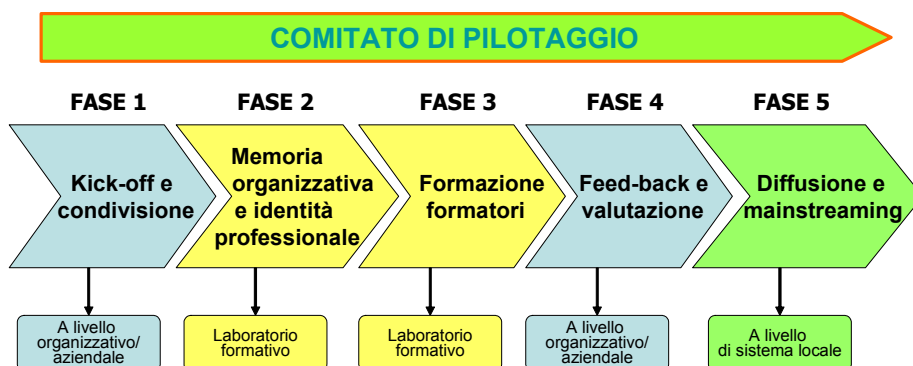 COMITATO DI PILOTAGGIO
FASE 1
FASE 2
FASE 3
FASE 4
FASE 5
Kick-off e
condivisione
Memoria
organizzativa
e identità
professionale
Formazione
formatori
Feed-back e
valutazione
Diffusione e
mainstreaming
A livello
organizzativo/
aziendale
Laboratorio
formativo
Laboratorio
formativo
A livello
organizzativo/
aziendale
A livello
di sistema locale